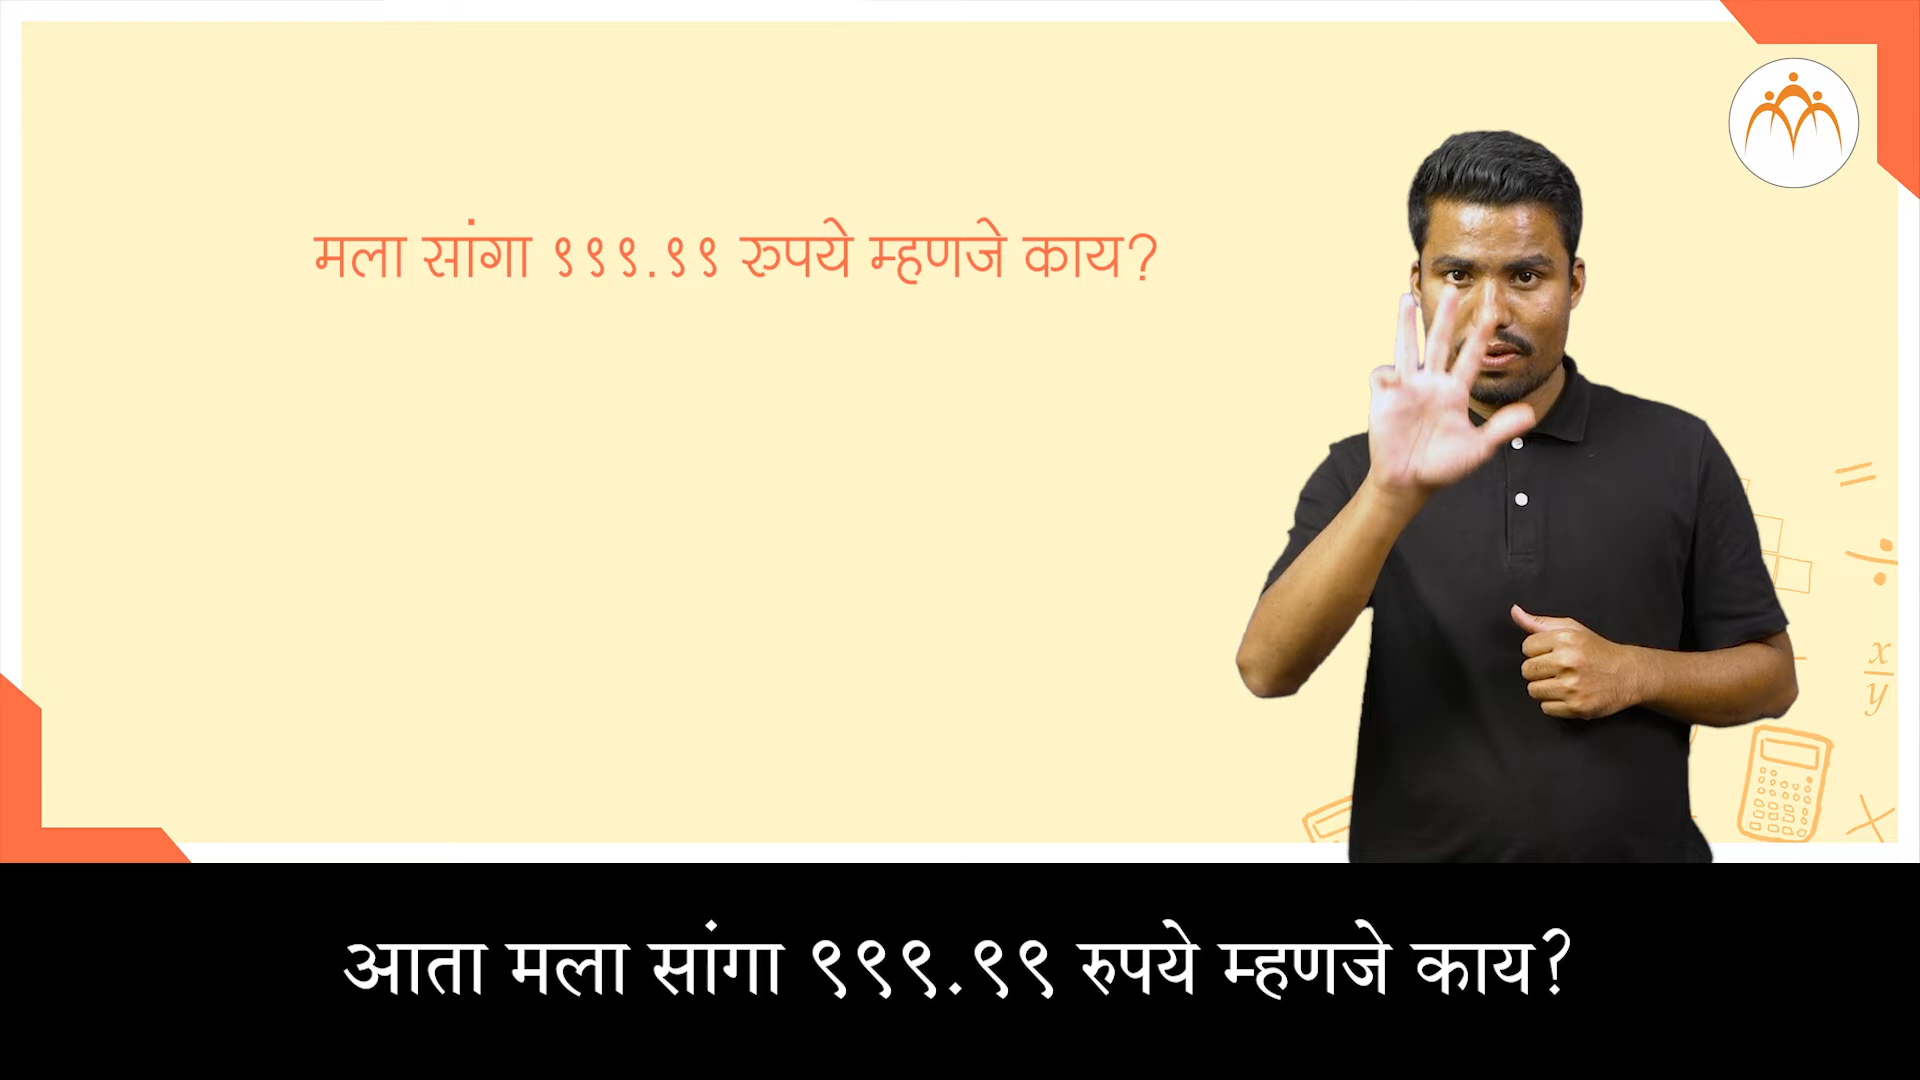 मला सांगा ९९९.९९ रुपये म्हणजे काय?
=
÷
x
y
आता मला सांगा ९९९.९९ रुपये म्हणजे काय?